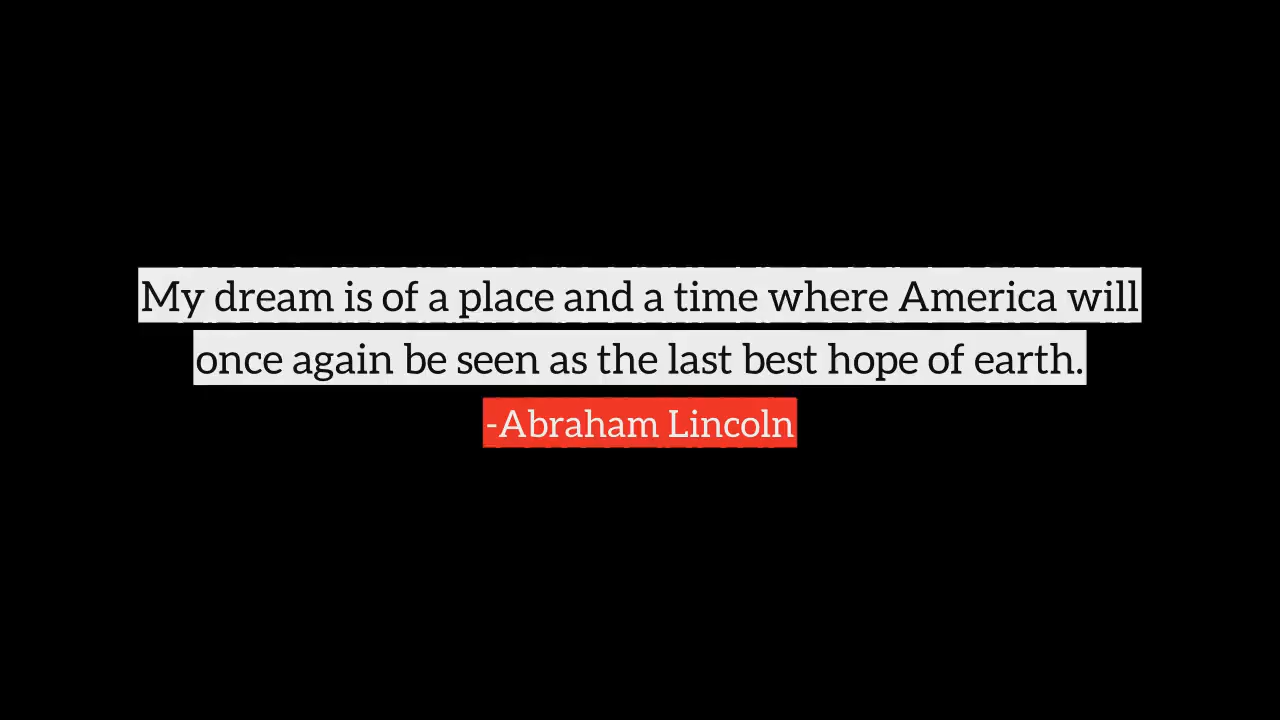 My dream is of a place and a time where America will
once again be seen as the last best hope of earth.
-Abraham Lincoln